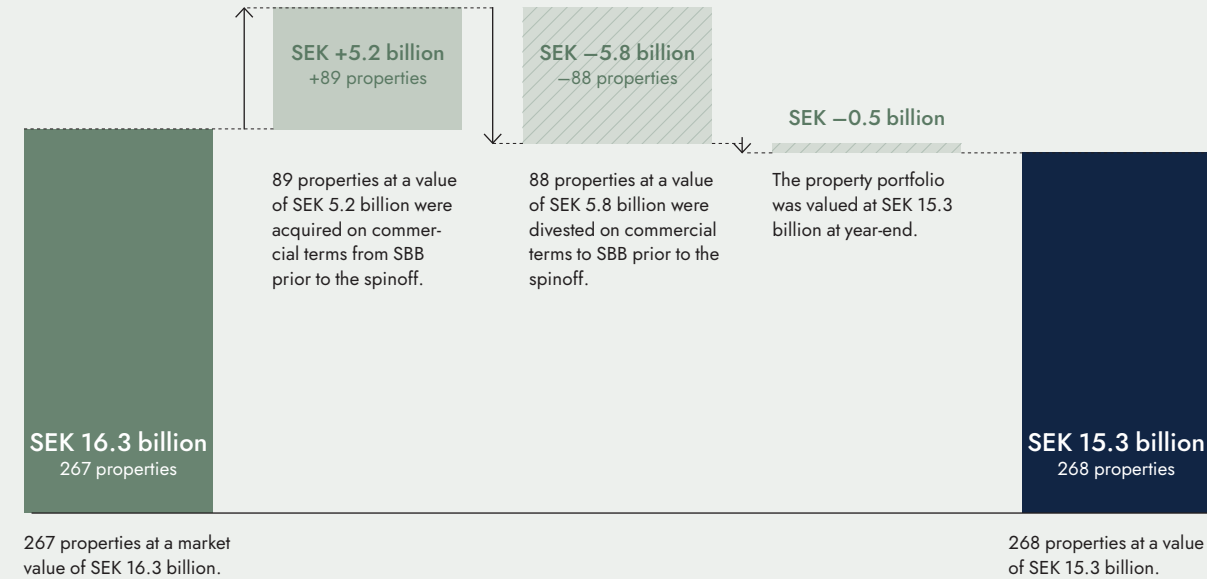 SEK +5.2 billion
+89 properties
SEK –5.8 billion
–88 properties
SEK –0.5 billion
89 properties at a value
of SEK 5.2 billion were
acquired on commer-
cial terms from SBB
prior to the spinoff.
88 properties at a value
of SEK 5.8 billion were
divested on commercial
terms to SBB prior to the
spinoff.
The property portfolio
was valued at SEK 15.3
billion at year-end.
SEK 16.3 billion
267 properties
SEK 15.3 billion
268 properties
267 properties at a market
value of SEK 16.3 billion.
268 properties at a value
of SEK 15.3 billion.